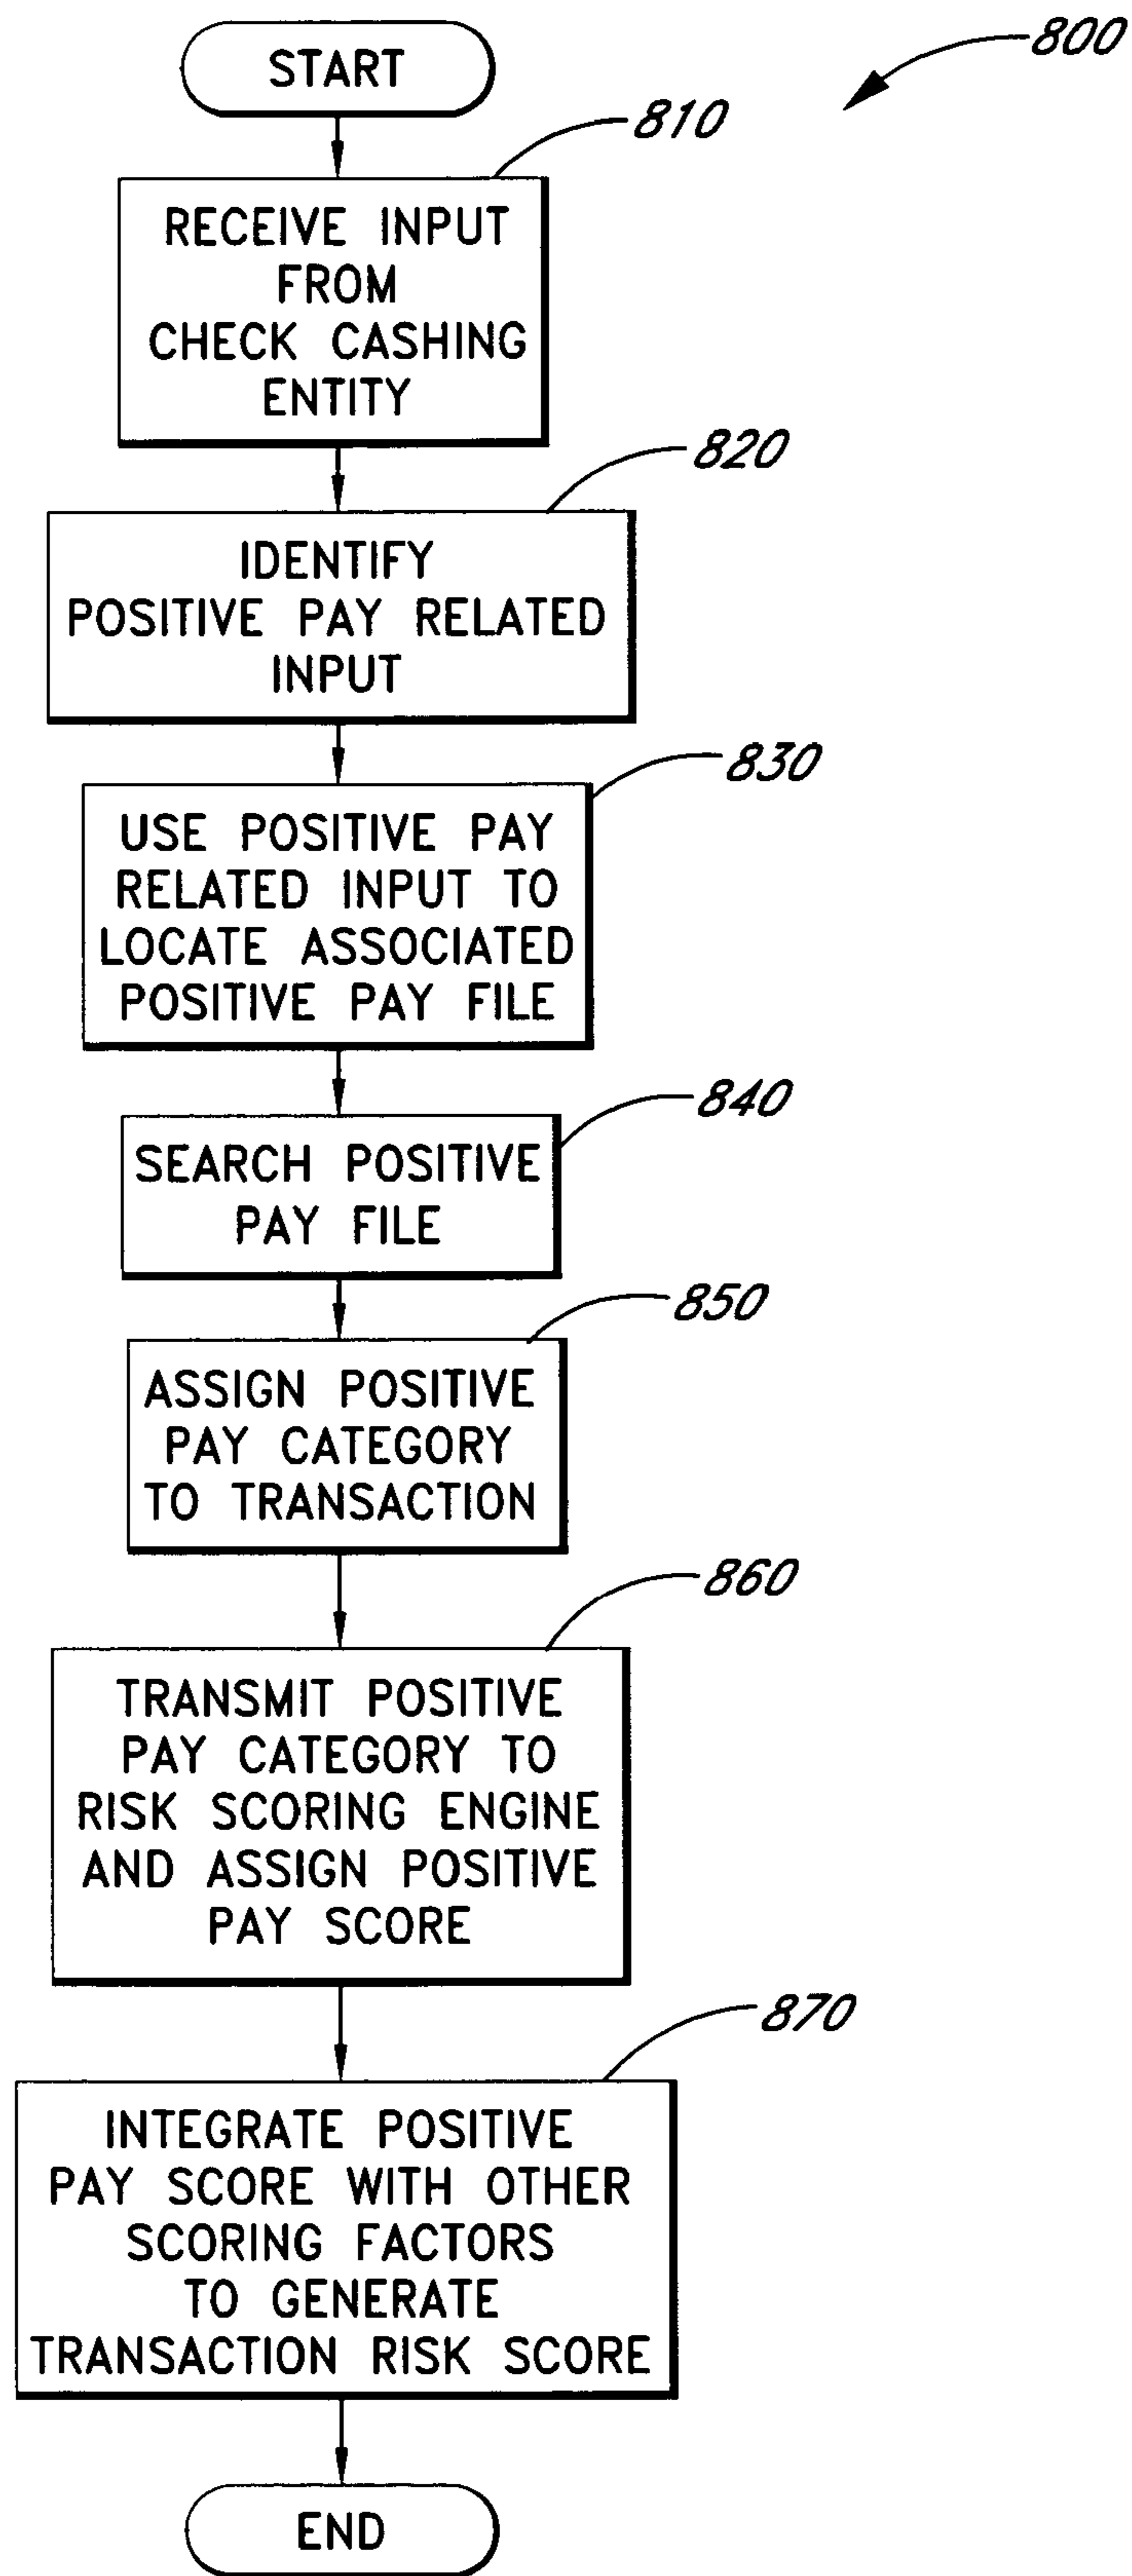 START
800
810
RECEIVE INPUT
FROM
CHECK CASHING
ENTITY
820
IDENTIFY
POSITIVE PAY RELATED
INPUT
830
USE POSITIVE PAY
RELATED INPUT TO
LOCATE ASSOCIATED
POSITIVE PAY FILE
840
SEARCH POSITIVE
PAY FILE
850
ASSIGN POSITIVE
PAY CATEGORY
TO TRANSACTION
860
TRANSMIT POSITIVE
PAY CATEGORY TO
RISK SCORING ENGINE
AND ASSIGN POSITIVE
PAY SCORE
870
INTEGRATE POSITIVE
PAY SCORE WITH OTHER
SCORING FACTORS
TO GENERATE
TRANSACTION RISK SCORE
END